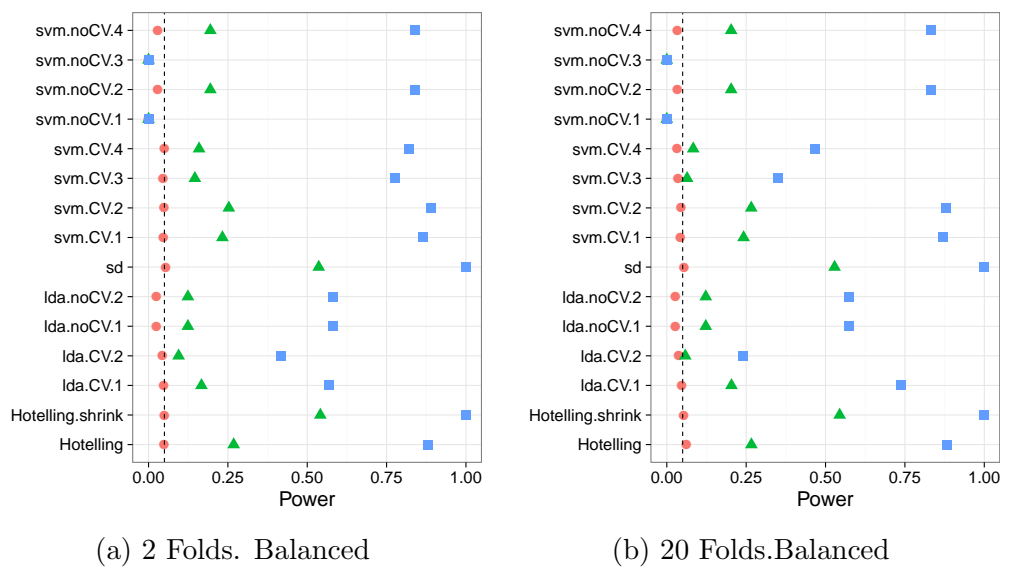 svm.noCV.4
svm.noCV.3
svm.noCV.2
svm.noCV.1
svm.CV.4
svm.CV.3
svm.CV.2
svm.CV.1
sd
lda.noCV.2
lda.noCV.1
lda.CV.2
lda.CV.1
Hotelling.shrink
Hotelling
0.00 0.25 0.50 0.75 1.00
Power
(a) 2 Folds. Balanced
svm.noCV.4
svm.noCV.3
svm.noCV.2
svm.noCV.1
svm.CV.4
svm.CV.3
svm.CV.2
svm.CV.1
sd
lda.noCV.2
lda.noCV.1
lda.CV.2
lda.CV.1
Hotelling.shrink
Hotelling
0.00 0.25 0.50 0.75 1.00
Power
(b) 20 Folds.Balanced